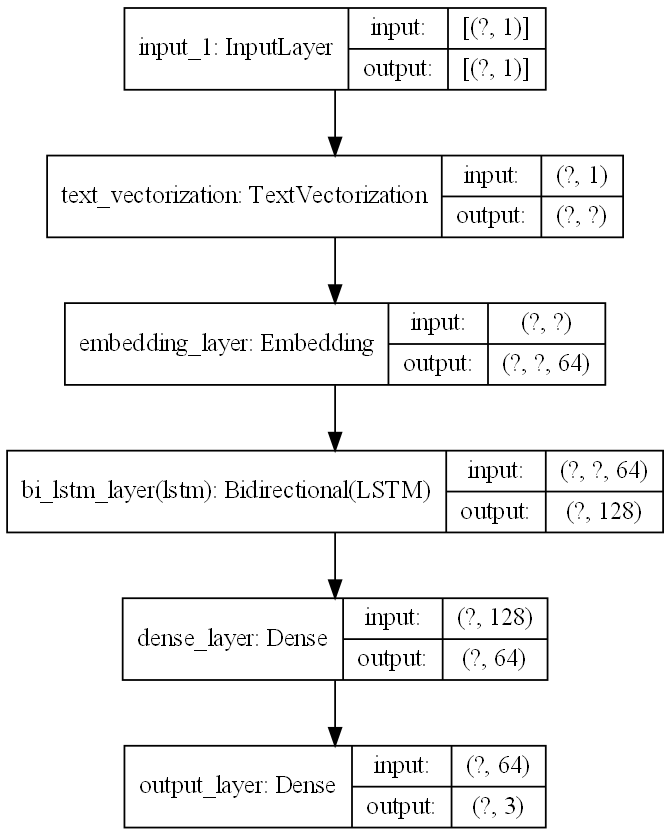 input_1: InputLayer
input: [(?, 1)]
output: [(?, 1)]
text_vectorization: TextVectorization
input: (?, 1)
output: (?, ?)
embedding_layer: Embedding
input: (?, ?)
output: (?, ?, 64)
bi_lstm_layer(lstm): Bidirectional(LSTM)
input: (?, ?, 64)
output: (?, 128)
dense_layer: Dense
input: (?, 128)
output: (?, 64)
output_layer: Dense
input: (?, 64)
output: (?, 3)